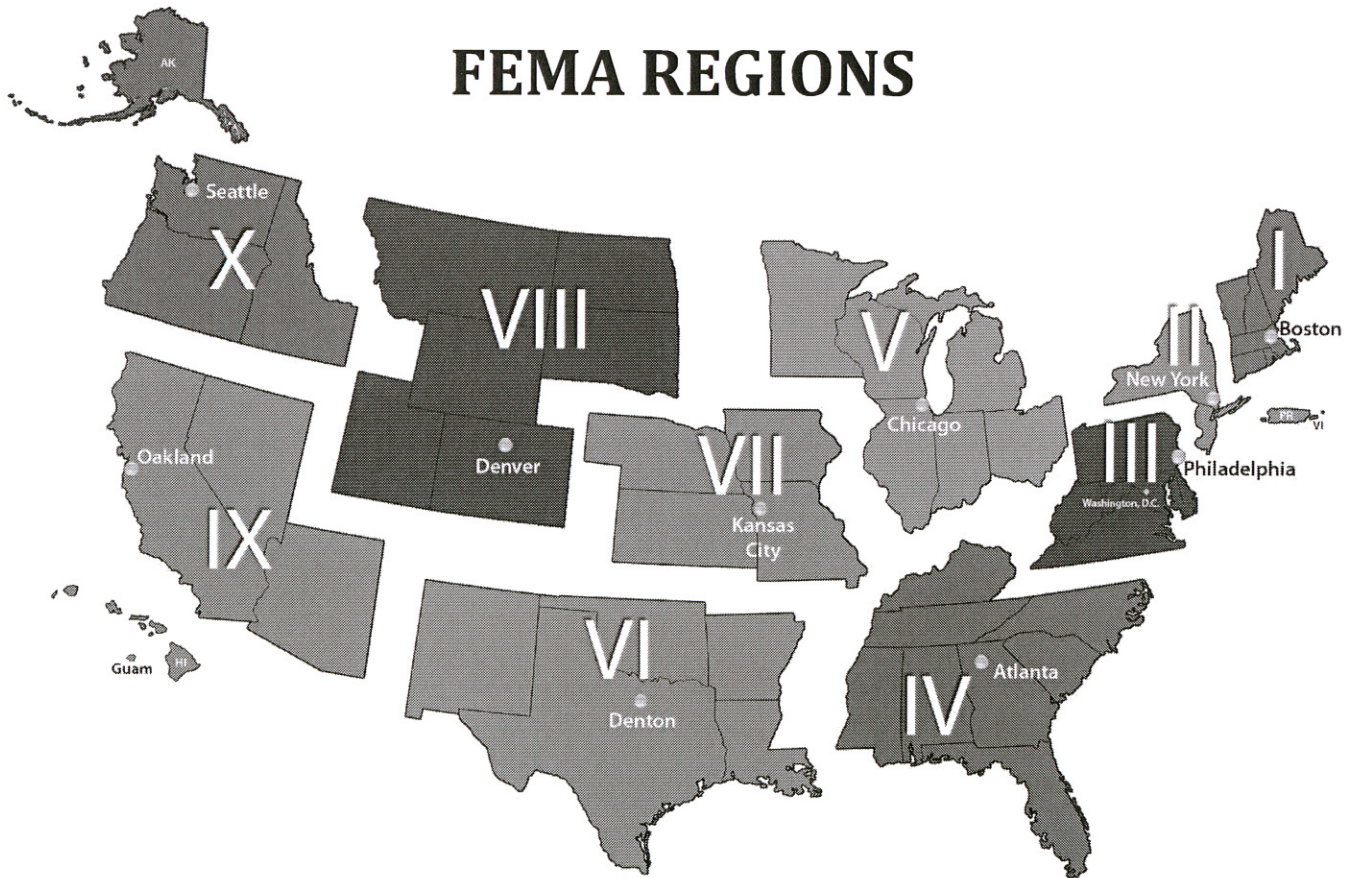 FEMA REGIONS
AK
Seattle
X
VIII
V
I
II
Boston
New York
PR
VI
Chicago
III
Philadelphia
Washington, D.C.
Oakland
Denver
VII
Kansas
City
IX
VI
Denton
IV
Atlanta
Guam
HI